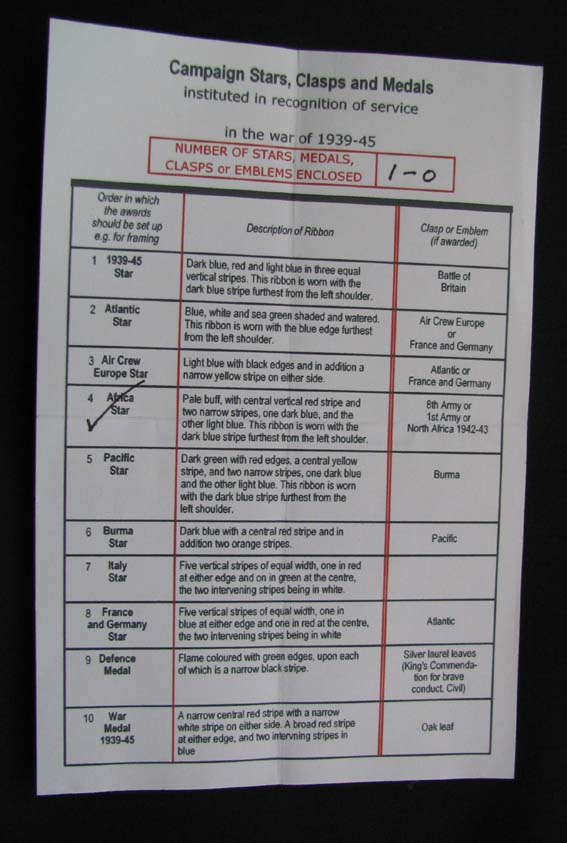 Campaign Stars, Clasps and Medals
instituted in recognition of service
in the war of 1939-45
NUMBER OF STARS, MEDALS,
CLASPS or EMBLEMS ENCLOSED
1-0
Order in which
the awards
should be set up
e.g. for framing
Description of Ribbon
Clasp or Emblem
(if awarded)
1 1939-45
Star
Dark blue, red and light blue in three equal
vertical stripes. This ribbon is worn with the
dark blue stripe furthest from the left shoulder.
Battle of
Britain
2 Atlantic
Star
Blue, white and sea green shaded and watered.
This ribbon is worn with the blue edge furthest
from the left shoulder.
Air Crew Europe
or
France and Germany
3 Air Crew
Europe Star
Light blue with black edges and in addition a
narrow yellow stripe on either side.
Atlantic or
France and Germany
4 Africa
Star
Pale buff, with central vertical red stripe and
two narrow stripes, one dark blue, and the
other light blue. This ribbon is worn with the
dark blue stripe furthest from the left shoulder.
8th Army or
1st Army or
North Africa 1942-43
5 Pacific
Star
Dark green with red edges, a central yellow
stripe, and two narrow stripes, one dark blue
and the other light blue. This ribbon is worn
with the dark blue stripe furthest from the
left shoulder.
Burma
6 Burma
Star
Dark blue with a central red stripe and in
addition two orange stripes.
Pacific
7 Italy
Star
Five vertical stripes of equal width, one in red
at either edge and on in green at the centre,
the two intervening stripes being in white.
8 France
and Germany
Star
Five vertical stripes of equal width, one in
blue at either edge and one in red at the centre,
the two intervening stripes being in white
Atlantic
9 Defence
Medal
Flame coloured with green edges, upon each
of which is a narrow black stripe.
Silver laurel leaves
(King's Commenda-
tion for brave
conduct. Civil)
10 War
Medal
1939-45
A narrow central red stripe with a narrow
white stripe on either side. A broad red stripe
at either edge, and two intervning stripes in
blue
Oak leaf